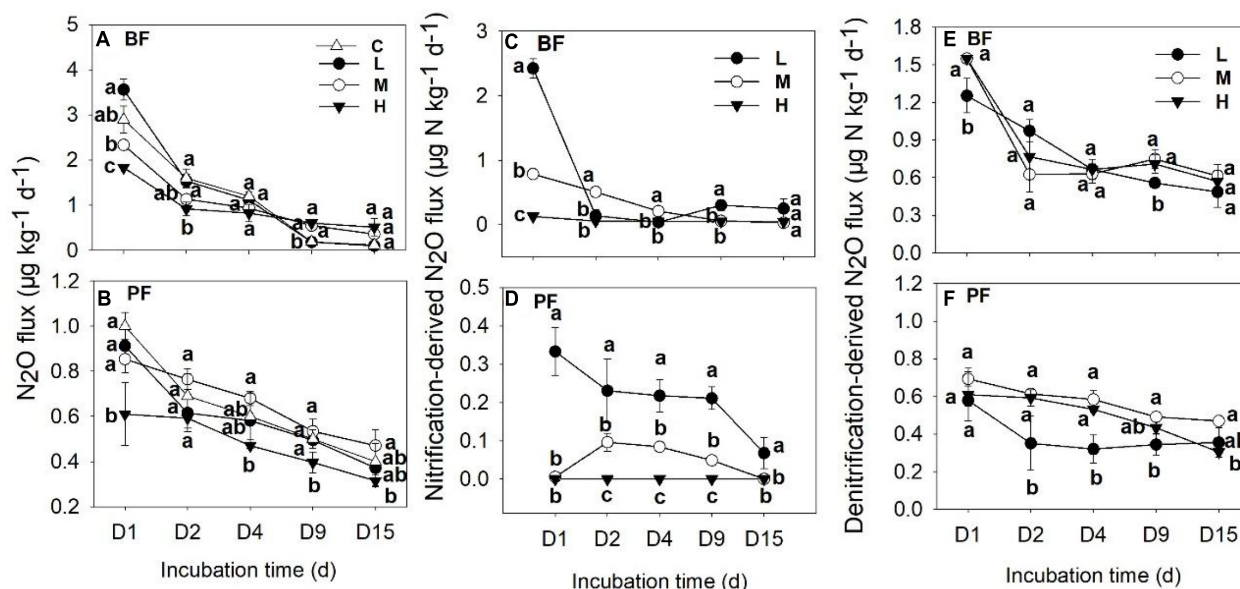 A BF
C
L
M
H
5
4
3
2
1
0
a
ab
b
c
a
a
ab
b
a
a
a
a
a
a
b
b
a
a
a
B PF
1.2
1.0
0.8
0.6
0.4
0.2
a
a
a
b
a
a
a
a
a
ab
ab
b
a
a
a
b
a
ab
ab
b
D1 D2 D4 D9 D15
Incubation time (d)
N2O flux (µg kg-1 d-1)
C BF
L
M
H
3
2
1
0
a
b
c
a
b
b
a
b
b
a
b
b
a
a
a
D PF
0.5
0.4
0.3
0.2
0.1
0.0
a
b
b
a
b
c
a
b
c
a
b
c
a
b
b
D1 D2 D4 D9 D15
Incubation time (d)
Nitrification-derived N2O flux (µg N kg-1 d-1)
E BF
L
M
H
1.8
1.5
1.2
0.9
0.6
0.3
0.0
a
a
b
a
a
a
a
a
a
a
a
b
a
a
a
F PF
1.2
1.0
0.8
0.6
0.4
0.2
0.0
a
a
a
a
a
b
a
a
b
a
ab
b
a
ab
b
D1 D2 D4 D9 D15
Incubation time (d)
Denitrification-derived N2O flux (µg N kg-1 d-1)